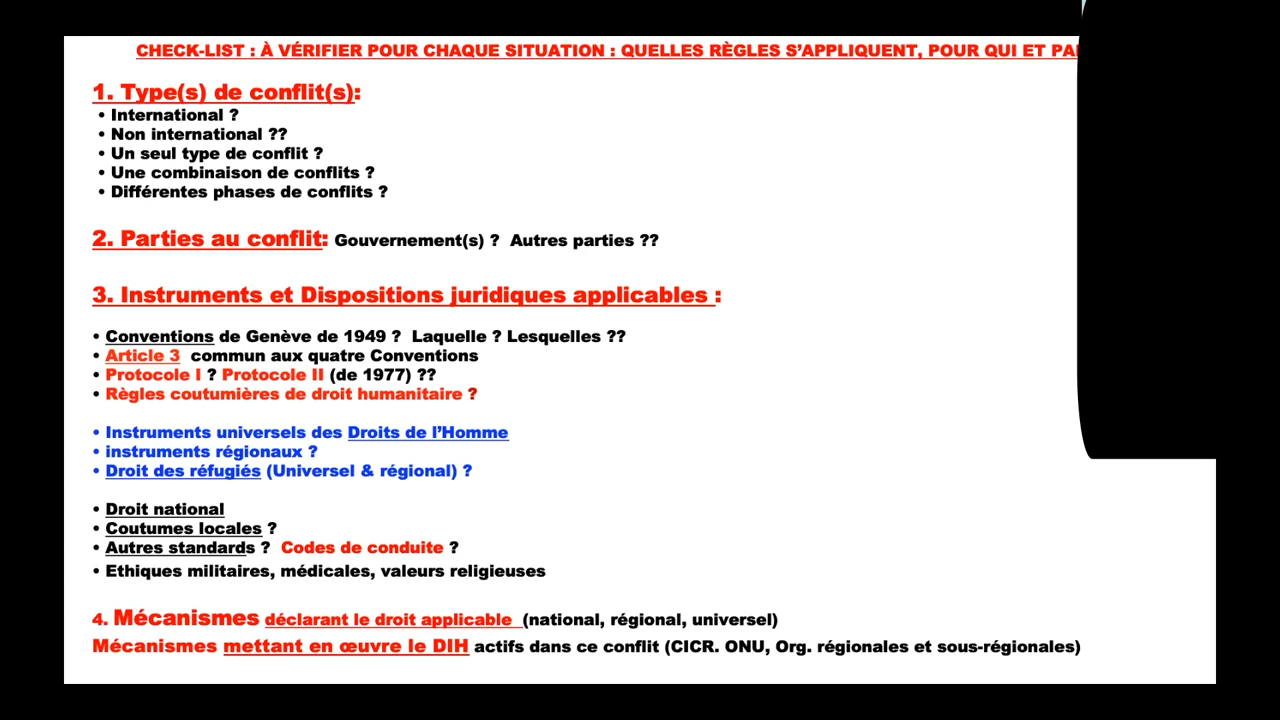 CHECK-LIST : À VÉRIFIER POUR CHAQUE SITUATION : QUELLES RÈGLES S’APPLIQUENT, POUR QUI ET
1. Type(s) de conflit(s):
• International ?
• Non international ??
• Un seul type de conflit ?
• Une combinaison de conflits ?
• Différentes phases de conflits ?
2. Parties au conflit: Gouvernement(s) ? Autres parties ??
3. Instruments et Dispositions juridiques applicables :
• Conventions de Genève de 1949 ? Laquelle ? Lesquelles ??
• Article 3 commun aux quatre Conventions
• Protocole I ? Protocole II (de 1977) ??
• Règles coutumières de droit humanitaire ?
• Instruments universels des Droits de l’Homme
• instruments régionaux ?
• Droit des réfugiés (Universel & régional) ?
• Droit national
• Coutumes locales ?
• Autres standards ? Codes de conduite ?
• Ethiques militaires, médicales, valeurs religieuses
4. Mécanismes déclarant le droit applicable (national, régional, universel)
Mécanismes mettant en œuvre le DIH actifs dans ce conflit (CICR. ONU, Org. régionales et sous-régionales)